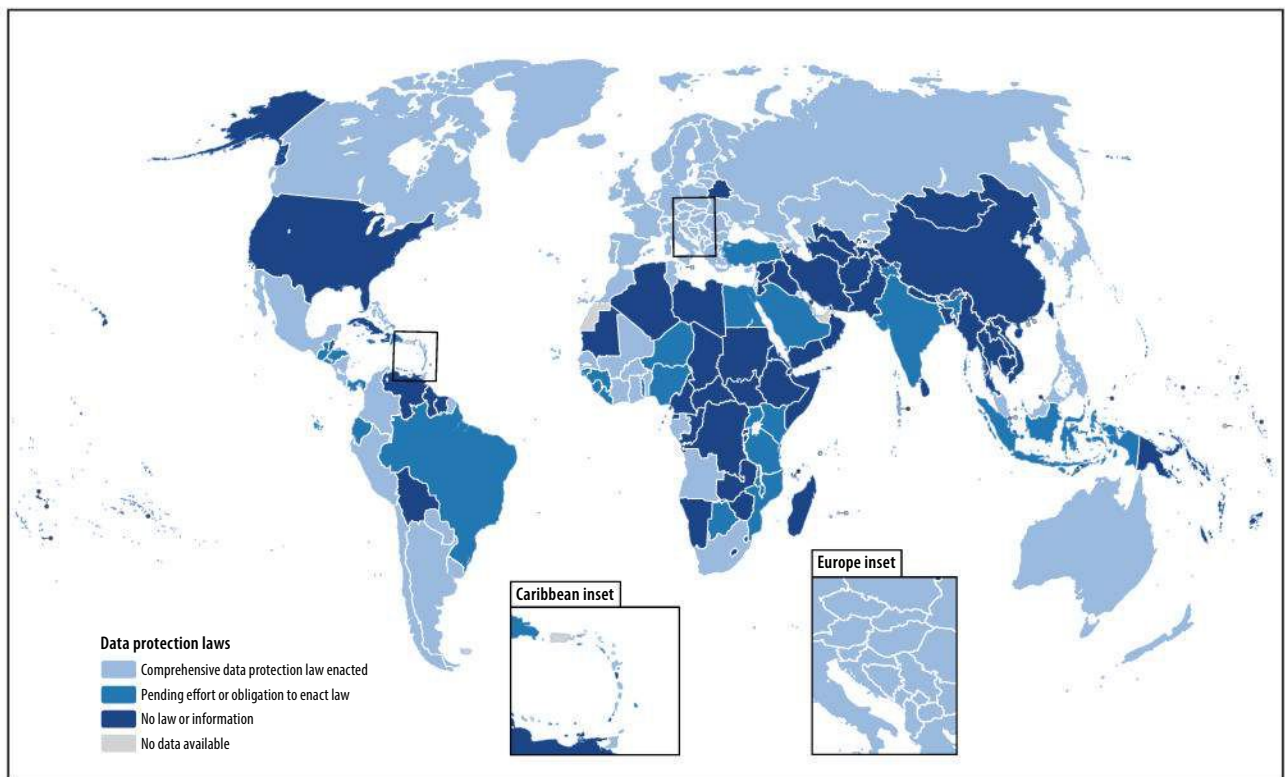 Caribbean inset
Europe inset
Data protection laws
Comprehensive data protection law enacted
Pending effort or obligation to enact law
No law or information
No data available